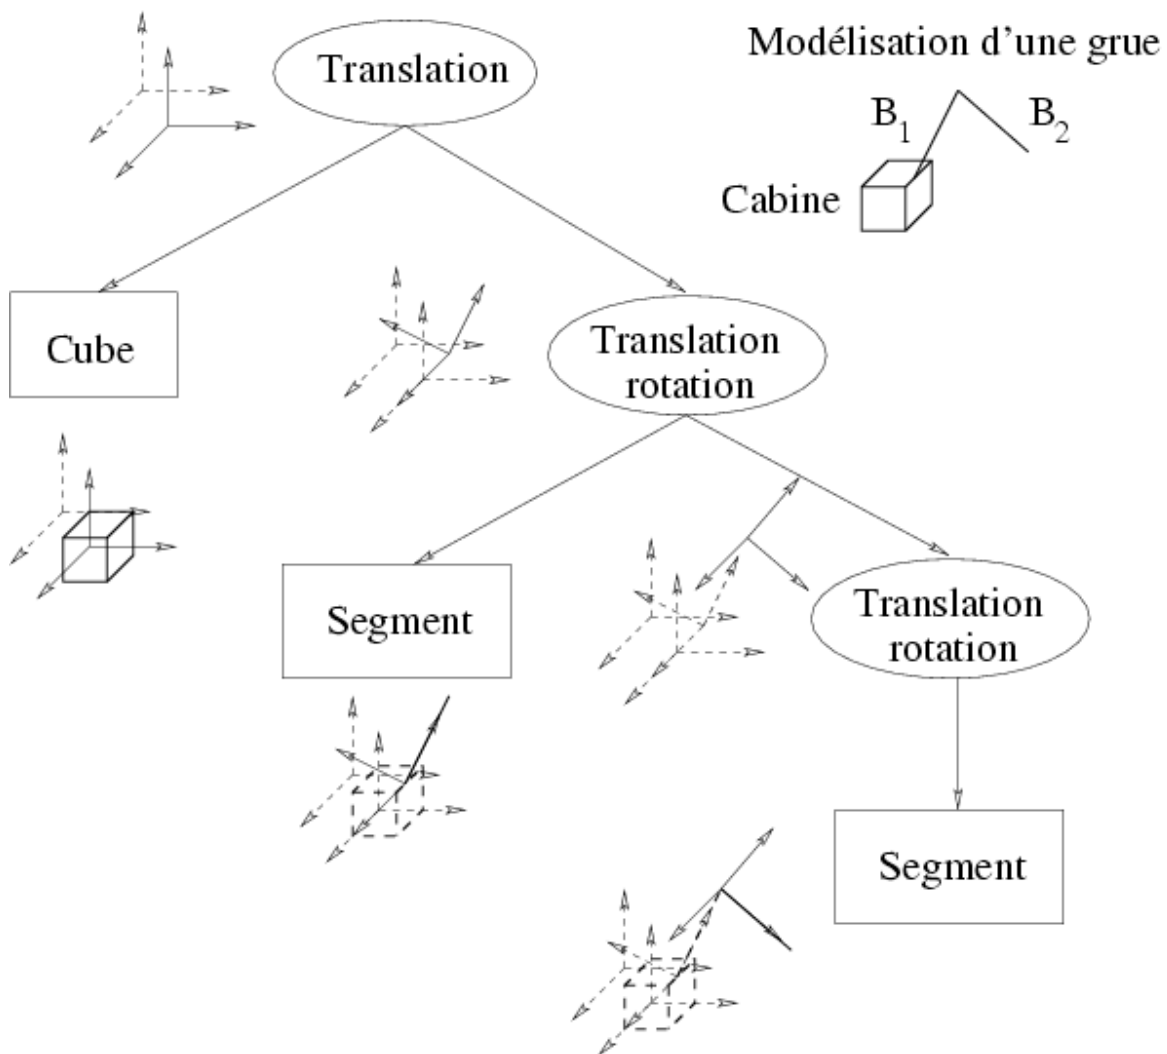 Translation
Modélisation d'une grue
B1
B2
Cabine
Cube
Translation
rotation
Segment
Translation
rotation
Segment